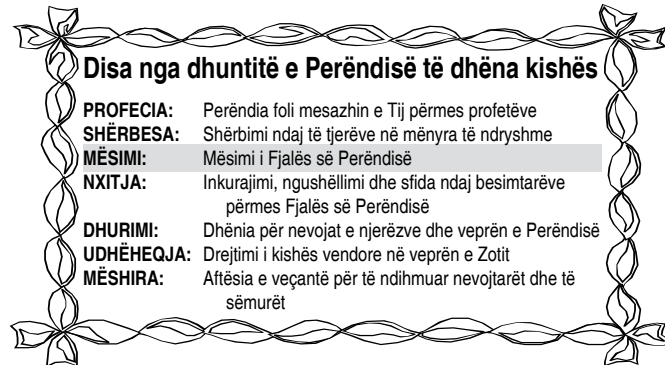 Disa nga dhuntitë e Perëndisë të dhëna kishës
PROFECIA: Perëndia foli mesazhin e Tij përmes profetëve
SHËRBESA: Shërbimi ndaj të tjerëve në mënyra të ndryshme
MËSIMI: Mësimi i Fjalës së Perëndisë
NXITJA: Inkurajimi, ngushëllimi dhe sfida ndaj besimtarëve
përmes Fjalës së Perëndisë
DHURIMI: Dhënia për nevojat e njerëzve dhe veprën e Perëndisë
UDHËHEQJA: Drejtimi i kishës vendore në veprën e Zotit
MËSHIRA: Aftësia e veçantë për të ndihmuar nevojtarët dhe të
sëmurët